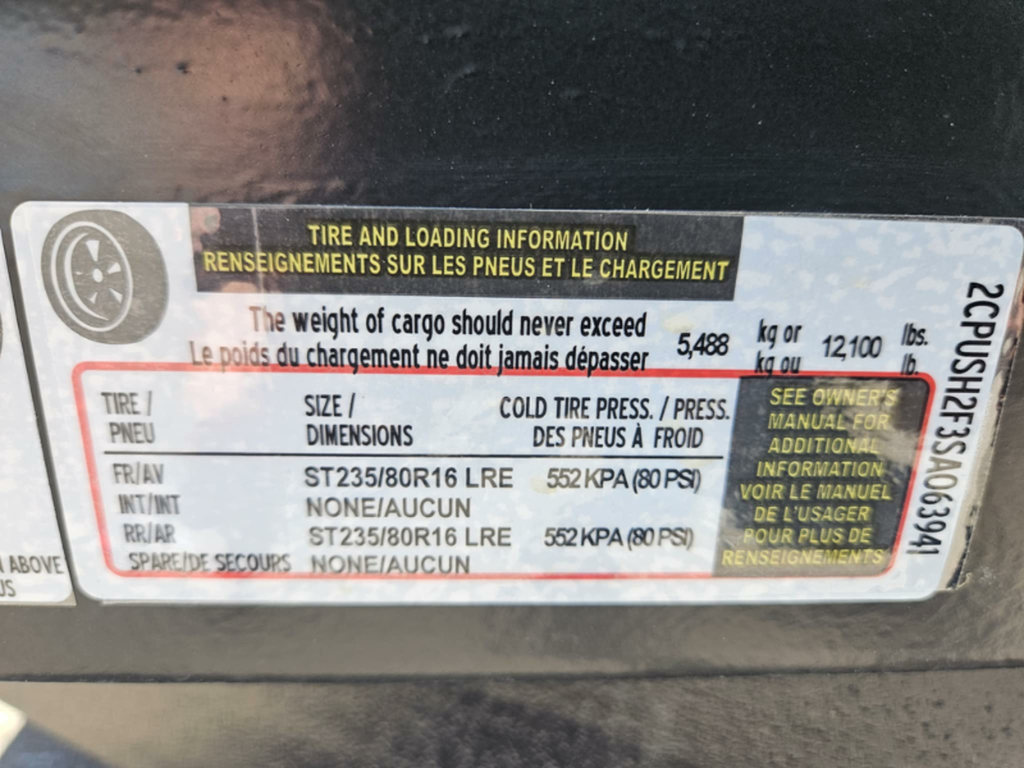 TIRE AND LOADING INFORMATION
RENSEIGNEMENTS SUR LES PNEUS ET LE CHARGEMENT
The weight of cargo should never exceed 5,488 kg or 12,100 lbs.
Le poids du chargement ne doit jamais dépasser kg ou lb.
TIRE / SIZE / COLD TIRE PRESS. / PRESS.
PNEU DIMENSIONS DES PNEUS À FROID
FR/AV ST235/80R16 LRE 552 KPA (80 PSI)
INT/INT NONE/AUCUN
RR/AR ST235/80R16 LRE 552 KPA (80 PSI)
SPARE/DE SECOURS NONE/AUCUN
SEE OWNER'S
MANUAL FOR
ADDITIONAL
INFORMATION
VOIR LE MANUEL
DE L'USAGER
POUR PLUS DE
RENSEIGNEMENTS
2CPUSH2F3SA063941
ABOVE